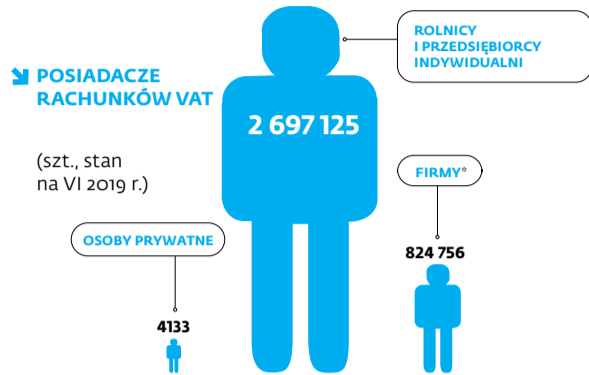 POSIADACZE
RACHUNKÓW VAT
(szt., stan
na VI 2019 r.)
ROLNICY
I PRZEDSIĘBIORCY
INDYWIDUALNI
2 697 125
FIRMY*
824 756
OSOBY PRYWATNE
4133